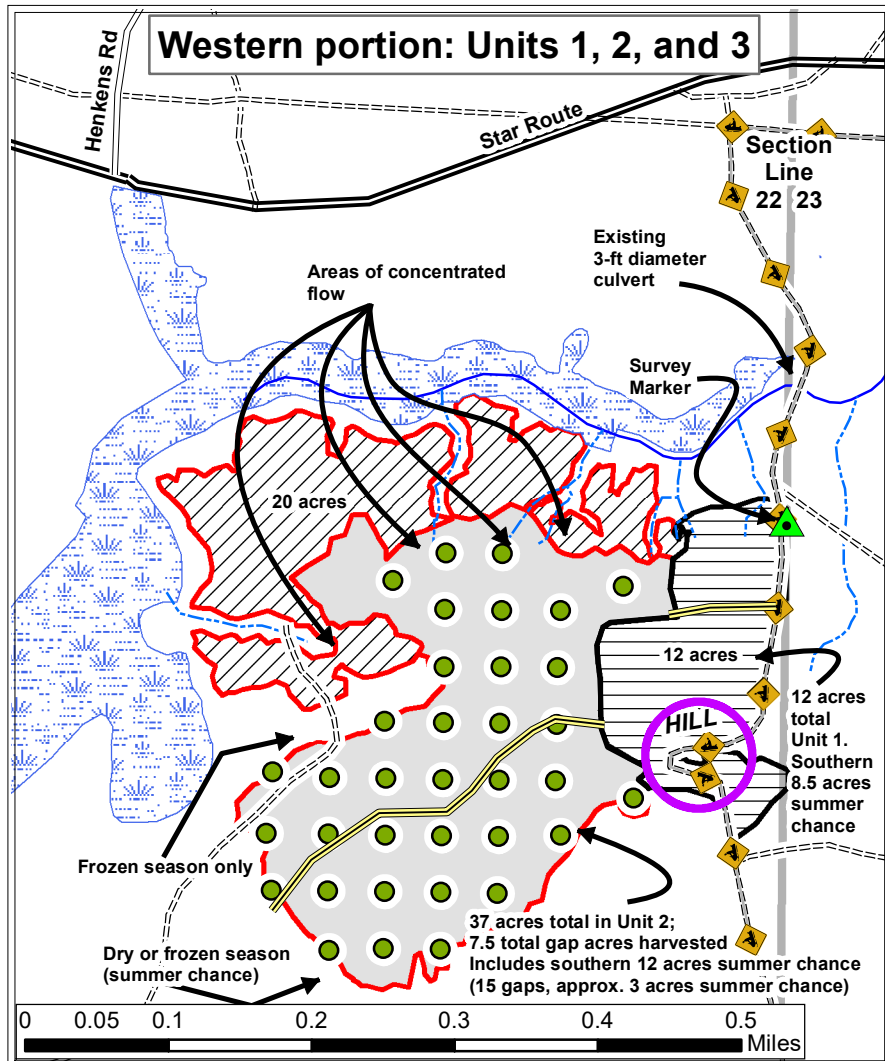 Western portion: Units 1, 2, and 3
Henkens Rd
Star Route
Section
Line
22 23
Existing
3-ft diameter
culvert
Areas of concentrated
flow
Survey
Marker
20 acres
12 acres
HILL
12 acres
total
Unit 1.
Southern
8.5 acres
summer
chance
Frozen season only
Dry or frozen season
(summer chance)
37 acres total in Unit 2;
7.5 total gap acres harvested
Includes southern 12 acres summer chance
(15 gaps, approx. 3 acres summer chance)
0 0.05 0.1 0.2 0.3 0.4 0.5
Miles